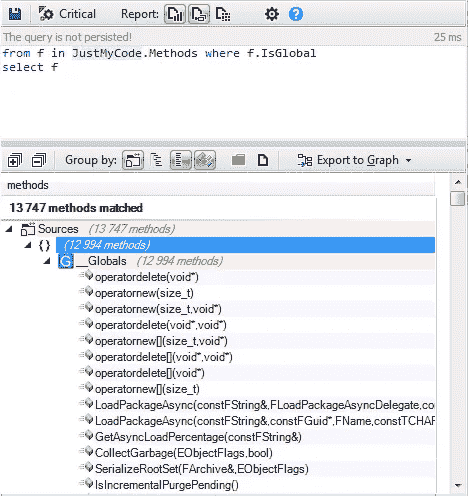 Critical Report:
The query is not persisted! 25 ms
from f in JustMyCode.Methods where f.IsGlobal
select f
Group by: Export to Graph
methods
13 747 methods matched
Sources (13 747 methods)
{} (12 994 methods)
G __Globals (12 994 methods)
operatordelete(void*)
operatornew(size_t)
operatornew(size_t,void*)
operatordelete(void*,void*)
operatornew[](size_t,void*)
operatordelete[](void*,void*)
operatordelete[](void*)
operatornew[](size_t)
LoadPackageAsync(constFString&,FLoadPackageAsyncDelegate,co
LoadPackageAsync(constFString&,constFGuid*,FName,constTCHAF
GetAsyncLoadPercentage(constFString&)
CollectGarbage(EObjectFlags,bool)
SerializeRootSet(FArchive&,EObjectFlags)
IsIncrementalPurgePending()